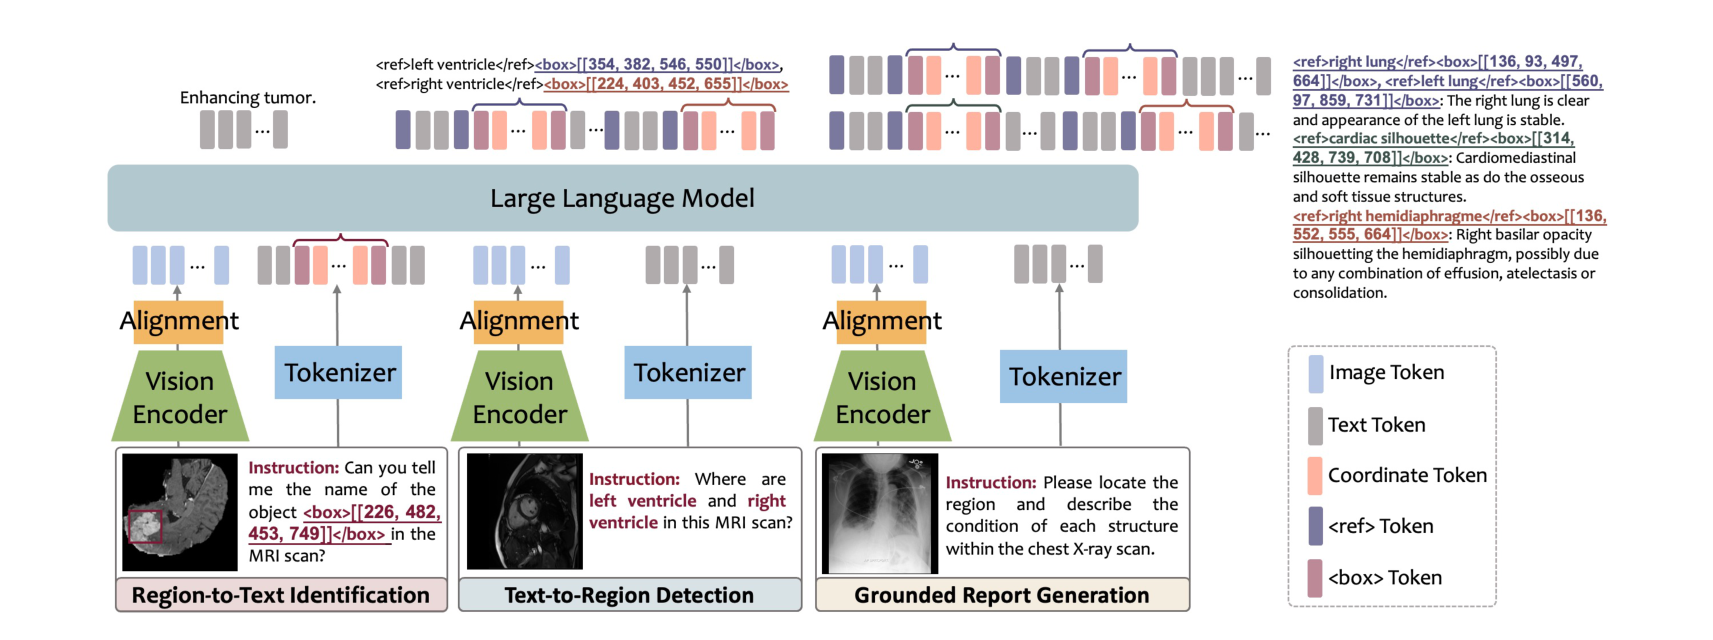 Enhancing tumor.
...
<ref>left ventricle</ref><box>[[354, 382, 546, 550]]</box>,
<ref>right ventricle</ref><box>[[224, 403, 452, 655]]</box>
... ... ...
... ...
... ... ... ...
<ref>right lung</ref><box>[[136, 93, 497,
664]]</box>, <ref>left lung</ref><box>[[560,
97, 859, 731]]</box>: The right lung is clear
and appearance of the left lung is stable.
<ref>cardiac silhouette</ref><box>[[314,
428, 739, 708]]</box>: Cardiomediastinal
silhouette remains stable as do the osseous
and soft tissue structures.
<ref>right hemidiaphragme</ref><box>[[136,
552, 555, 664]]</box>: Right basilar opacity
silhouetting the hemidiaphragm, possibly due
to any combination of effusion, atelectasis or
consolidation.
Large Language Model
... ... ... ... ... ...
Alignment
Vision
Encoder
Tokenizer
Alignment
Vision
Encoder
Tokenizer
Alignment
Vision
Encoder
Tokenizer
Instruction: Can you tell
me the name of the
object <box>[[226, 482,
453, 749]]</box> in the
MRI scan?
Region-to-Text Identification
Instruction: Where are
left ventricle and right
ventricle in this MRI scan?
Text-to-Region Detection
Instruction: Please locate the
region and describe the
condition of each structure
within the chest X-ray scan.
Grounded Report Generation
Image Token
Text Token
Coordinate Token
<ref> Token
<box> Token